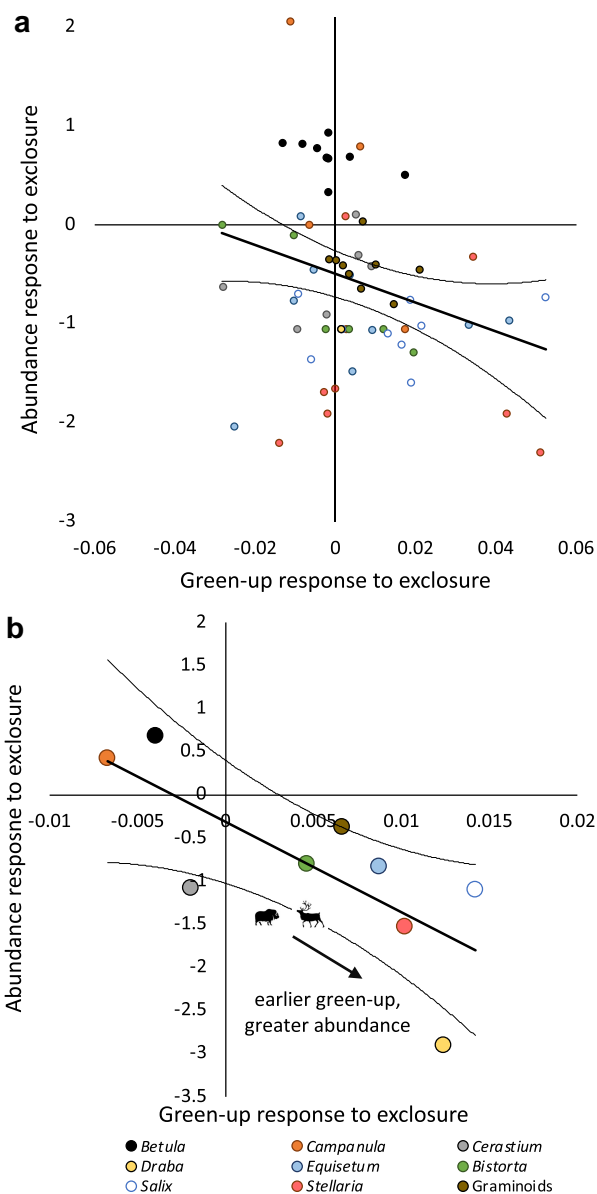 a
2
1
0
-1
-2
-3
Abundance resposne to exclosure
-0.06 -0.04 -0.02 0 0.02 0.04 0.06
Green-up response to exclosure
b
2
1.5
1
0.5
0
-0.01 -0.005 0 0.005 0.01 0.015 0.02
-0.5
-1
-1.5
-2
-2.5
-3
-3.5
Abundance resposne to exclosure
earlier green-up,
greater abundance
Green-up response to exclosure
Betula Campanula Cerastium
Draba Equisetum Bistorta
Salix Stellaria Graminoids